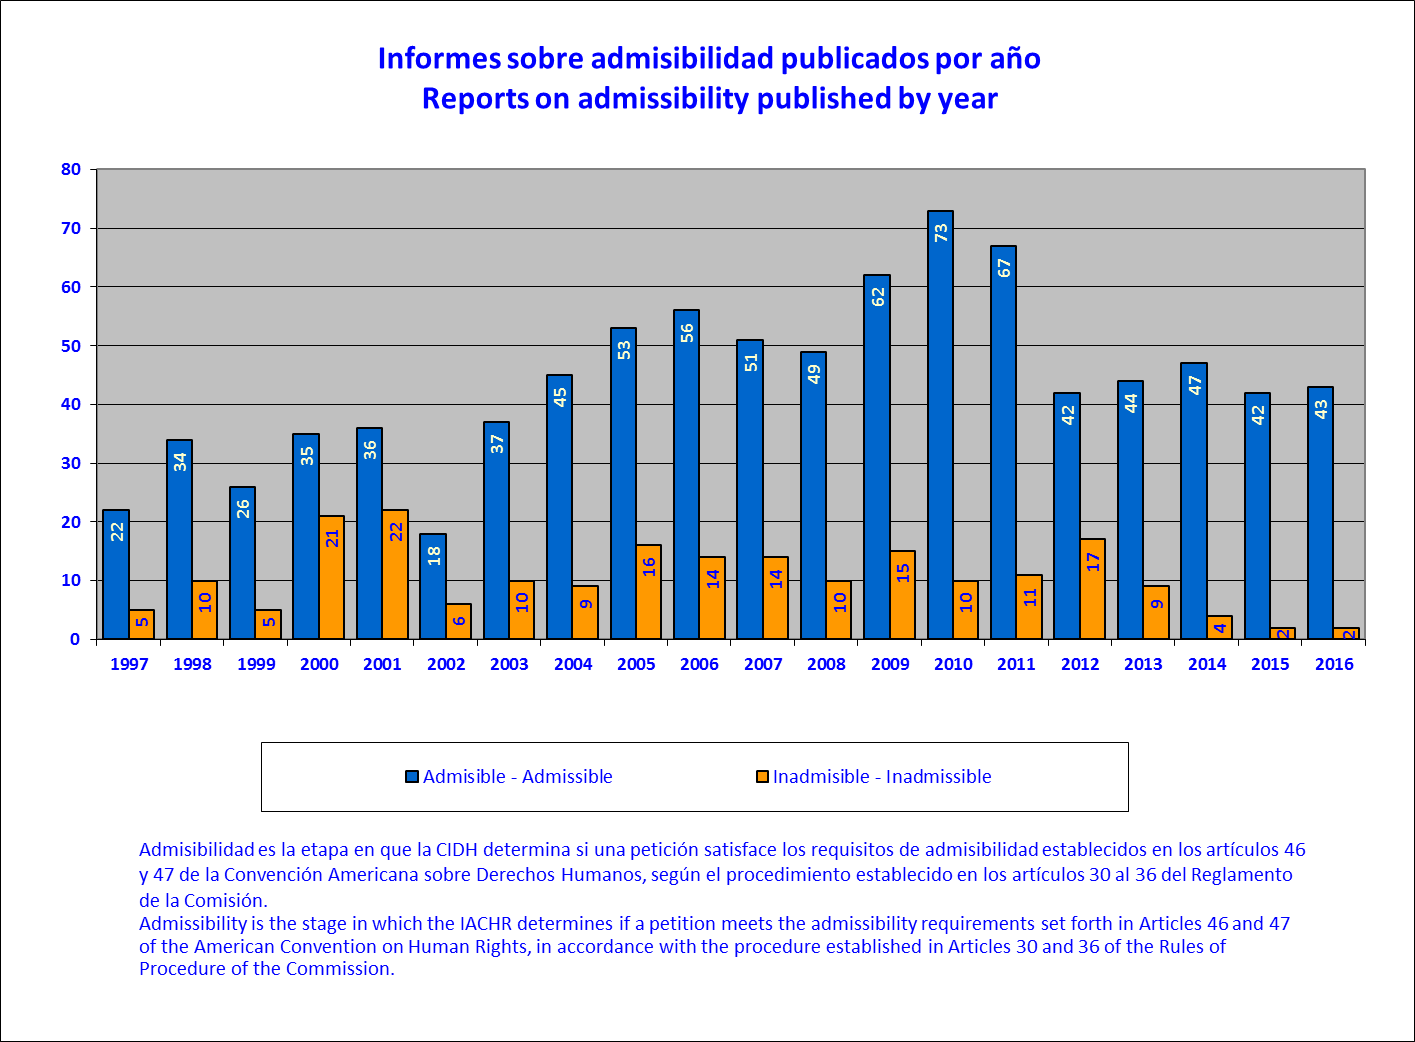 Informes sobre admisibilidad publicados por año
Reports on admissibility published by year
80
70
60
50
40
30
20
10
0
22 34 26 35 36 18 37 45 53 56 51 49 62 73 67 42 44 47 42 43
5 10 5 21 22 6 10 9 16 14 14 10 15 10 11 17 9 4 2 2
1997 1998 1999 2000 2001 2002 2003 2004 2005 2006 2007 2008 2009 2010 2011 2012 2013 2014 2015 2016
Admisible - Admissible Inadmisible - Inadmissible
Admisibilidad es la etapa en que la CIDH determina si una petición satisface los requisitos de admisibilidad establecidos en los artículos 46
y 47 de la Convención Americana sobre Derechos Humanos, según el procedimiento establecido en los artículos 30 al 36 del Reglamento
de la Comisión.
Admissibility is the stage in which the IACHR determines if a petition meets the admissibility requirements set forth in Articles 46 and 47
of the American Convention on Human Rights, in accordance with the procedure established in Articles 30 and 36 of the Rules of
Procedure of the Commission.